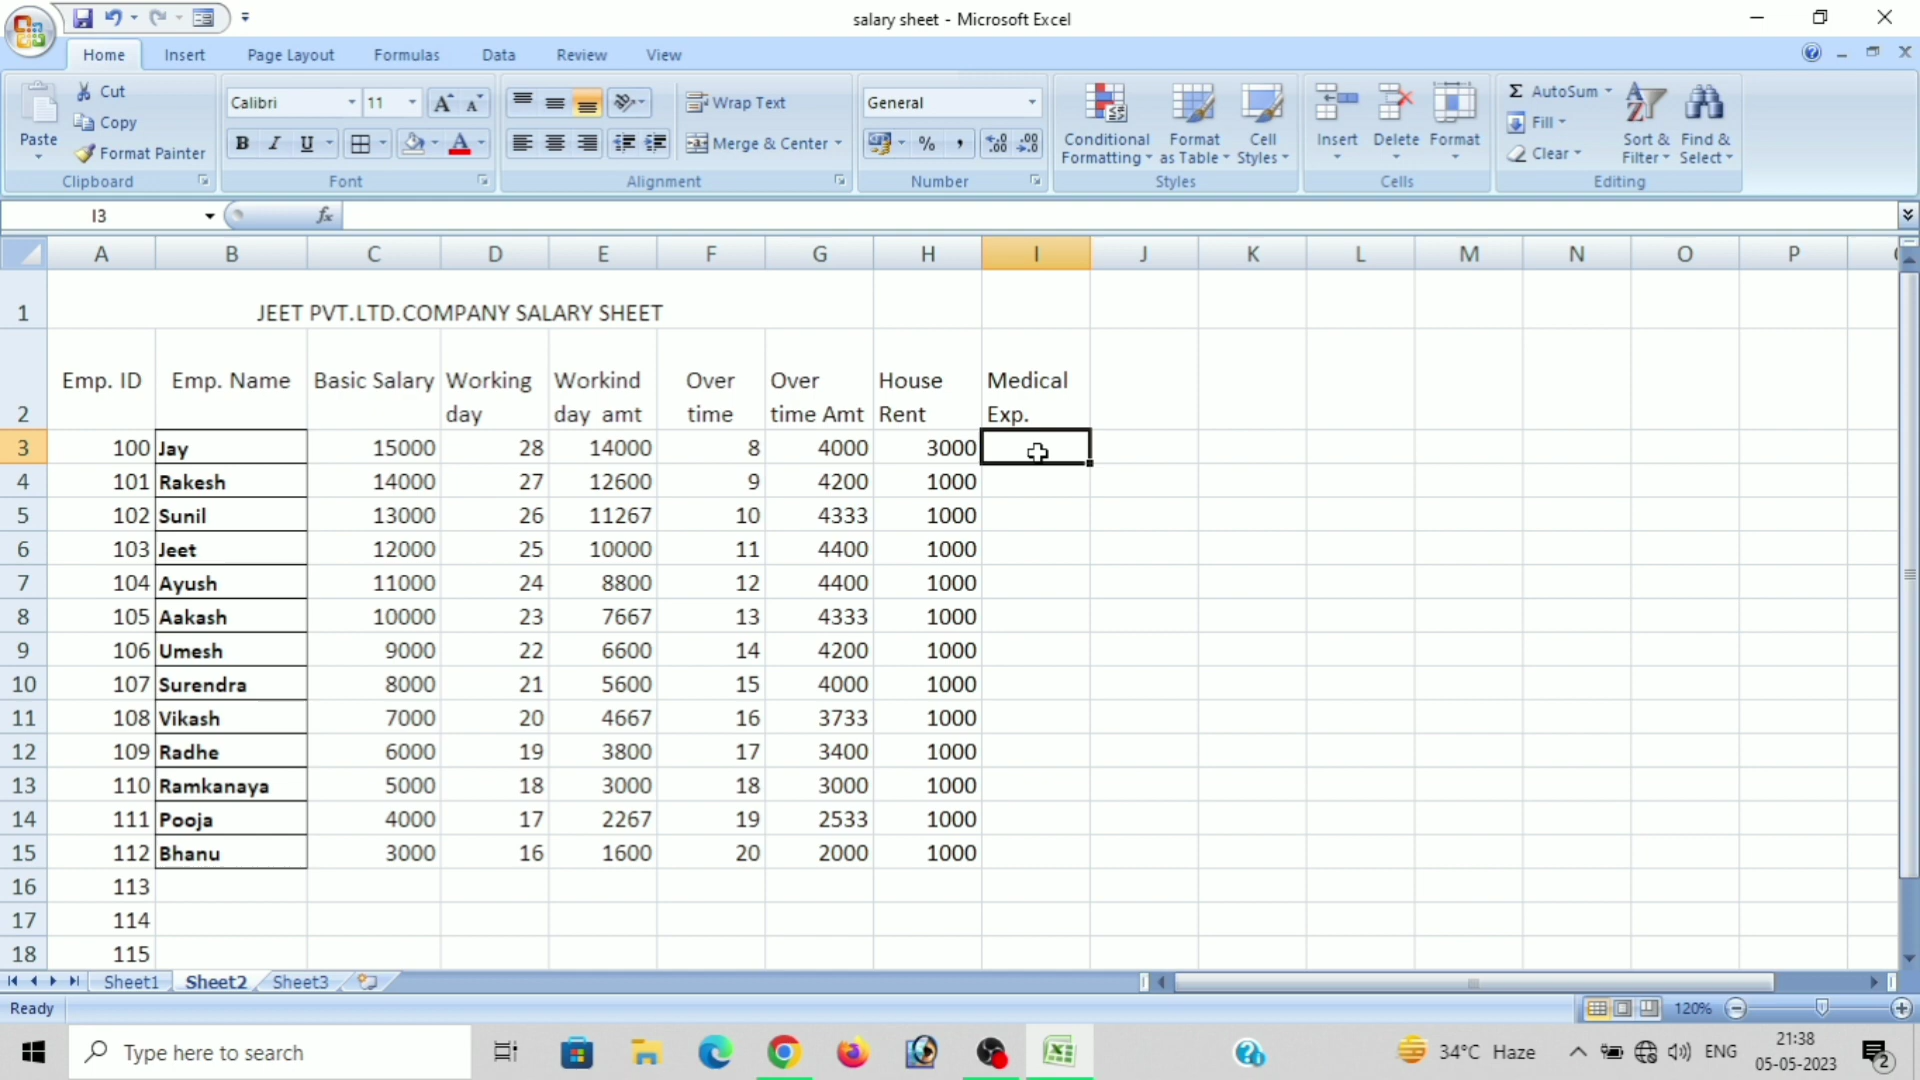 salary sheet - Microsoft Excel
Home Insert Page Layout Formulas Data Review View
Paste
Cut
Copy
Format Painter
Clipboard
Calibri 11
B I U
Font
Wrap Text
Merge & Center
Alignment
General
% ,
Number
Conditional Formatting
Format as Table
Cell Styles
Styles
Insert Delete Format
Cells
Σ AutoSum
Fill
Clear
Sort & Filter
Find & Select
Editing
I3 fx
A B C D E F G H I J K L M N O P
1 JEET PVT.LTD.COMPANY SALARY SHEET
Emp. ID Emp. Name Basic Salary Working Workind Over Over House Medical
2 day day amt time time Amt Rent Exp.
3 100 Jay 15000 28 14000 8 4000 3000
4 101 Rakesh 14000 27 12600 9 4200 1000
5 102 Sunil 13000 26 11267 10 4333 1000
6 103 Jeet 12000 25 10000 11 4400 1000
7 104 Ayush 11000 24 8800 12 4400 1000
8 105 Aakash 10000 23 7667 13 4333 1000
9 106 Umesh 9000 22 6600 14 4200 1000
10 107 Surendra 8000 21 5600 15 4000 1000
11 108 Vikash 7000 20 4667 16 3733 1000
12 109 Radhe 6000 19 3800 17 3400 1000
13 110 Ramkanaya 5000 18 3000 18 3000 1000
14 111 Pooja 4000 17 2267 19 2533 1000
15 112 Bhanu 3000 16 1600 20 2000 1000
16 113
17 114
18 115
Sheet1 Sheet2 Sheet3
Ready 120%
Type here to search
34°C Haze ENG
21:38
05-05-2023
2